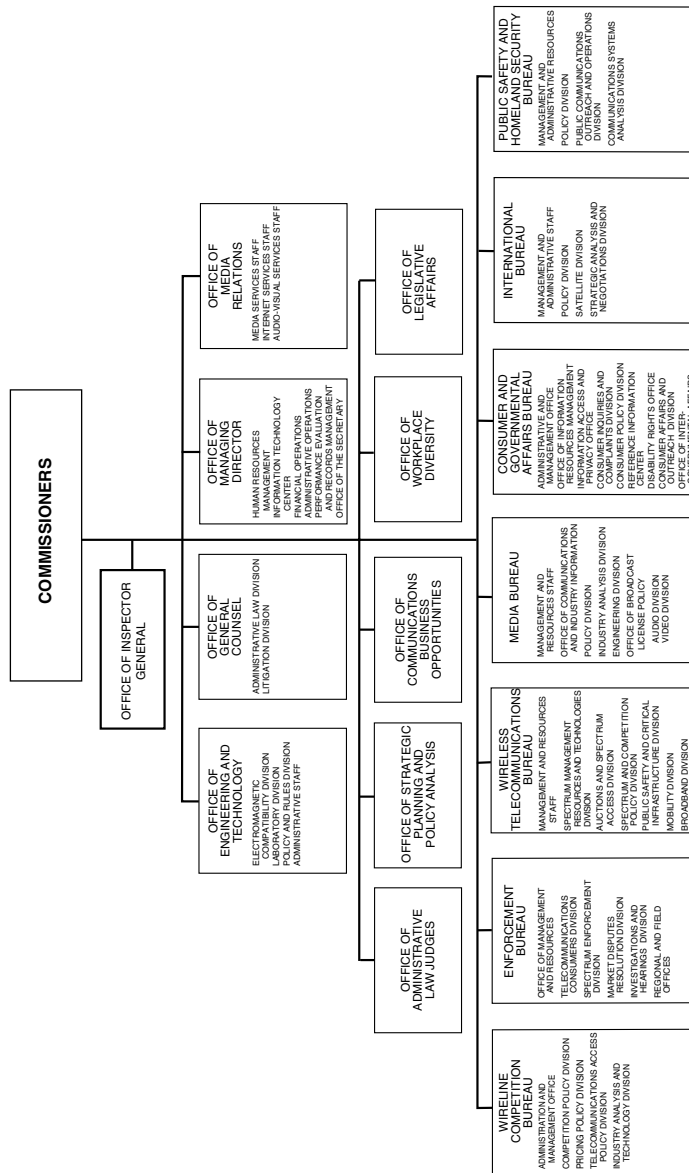 COMMISSIONERS
OFFICE OF INSPECTOR
GENERAL
OFFICE OF
ENGINEERING AND
TECHNOLOGY
ELECTROMAGNETIC
COMPATIBILITY DIVISION
LABORATORY DIVISION
POLICY AND RULES DIVISION
ADMINISTRATIVE STAFF
OFFICE OF
GENERAL
COUNSEL
ADMINISTRATIVE LAW DIVISION
LITIGATION DIVISION
OFFICE OF
MANAGING
DIRECTOR
HUMAN RESOURCES
MANAGEMENT
INFORMATION TECHNOLOGY
CENTER
FINANCIAL OPERATIONS
ADMINISTRATIVE OPERATIONS
PERFORMANCE EVALUATION
AND RECORDS MANAGEMENT
OFFICE OF THE SECRETARY
OFFICE OF
MEDIA
RELATIONS
MEDIA SERVICES STAFF
INTERNET SERVICES STAFF
AUDIO-VISUAL SERVICES STAFF
OFFICE OF
ADMINISTRATIVE
LAW JUDGES
OFFICE OF STRATEGIC
PLANNING AND
POLICY ANALYSIS
OFFICE OF
COMMUNICATIONS
BUSINESS
OPPORTUNITIES
OFFICE OF
WORKPLACE
DIVERSITY
OFFICE OF
LEGISLATIVE
AFFAIRS
WIRELINE
COMPETITION
BUREAU
ADMINISTRATION AND
MANAGEMENT OFFICE
COMPETITION POLICY DIVISION
PRICING POLICY DIVISION
TELECOMMUNICATIONS ACCESS
POLICY DIVISION
INDUSTRY ANALYSIS AND
TECHNOLOGY DIVISION
ENFORCEMENT
BUREAU
OFFICE OF MANAGEMENT
AND RESOURCES
TELECOMMUNICATIONS
CONSUMERS DIVISION
SPECTRUM ENFORCEMENT
DIVISION
MARKET DISPUTES
RESOLUTION DIVISION
INVESTIGATIONS AND
HEARINGS DIVISION
REGIONAL AND FIELD
OFFICES
WIRELESS
TELECOMMUNICATIONS
BUREAU
MANAGEMENT AND RESOURCES
STAFF
SPECTRUM MANAGEMENT
RESOURCES AND TECHNOLOGIES
DIVISION
AUCTIONS AND SPECTRUM
ACCESS DIVISION
SPECTRUM AND COMPETITION
POLICY DIVISION
PUBLIC SAFETY AND CRITICAL
INFRASTRUCTURE DIVISION
MOBILITY DIVISION
BROADBAND DIVISION
MEDIA BUREAU
MANAGEMENT AND
RESOURCES STAFF
OFFICE OF COMMUNICATIONS
AND INDUSTRY INFORMATION
POLICY DIVISION
INDUSTRY ANALYSIS DIVISION
ENGINEERING DIVISION
OFFICE OF BROADCAST
LICENSE POLICY
AUDIO DIVISION
VIDEO DIVISION
CONSUMER AND
GOVERNMENTAL
AFFAIRS BUREAU
ADMINISTRATIVE AND
MANAGEMENT OFFICE
OFFICE OF INFORMATION
RESOURCES MANAGEMENT
INFORMATION ACCESS AND
PRIVACY OFFICE
CONSUMER INQUIRIES AND
COMPLAINTS DIVISION
CONSUMER POLICY DIVISION
REFERENCE INFORMATION
CENTER
DISABILITY RIGHTS OFFICE
CONSUMER AFFAIRS AND
OUTREACH DIVISION
OFFICE OF INTER-
INTERNATIONAL
BUREAU
MANAGEMENT AND
ADMINISTRATIVE STAFF
POLICY DIVISION
SATELLITE DIVISION
STRATEGIC ANALYSIS AND
NEGOTIATIONS DIVISION
PUBLIC SAFETY AND
HOMELAND SECURITY
BUREAU
MANAGEMENT AND
ADMINISTRATIVE RESOURCES
POLICY DIVISION
PUBLIC COMMUNICATIONS
OUTREACH AND OPERATIONS
DIVISION
COMMUNICATIONS SYSTEMS
ANALYSIS DIVISION